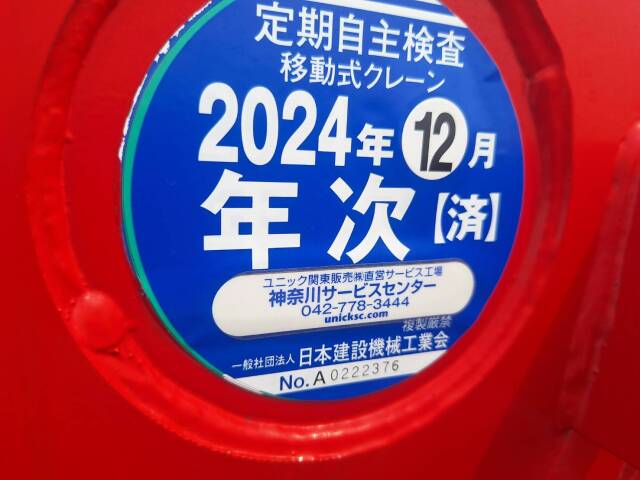 定期自主検査
移動式クレーン
2024年12月
年次【済】
ユニック関東販売㈱直営サービス工場
神奈川サービスセンター
042-778-3444
unicksc.com
複製厳禁
一般社団法人 日本建設機械工業会
No. A 0222376